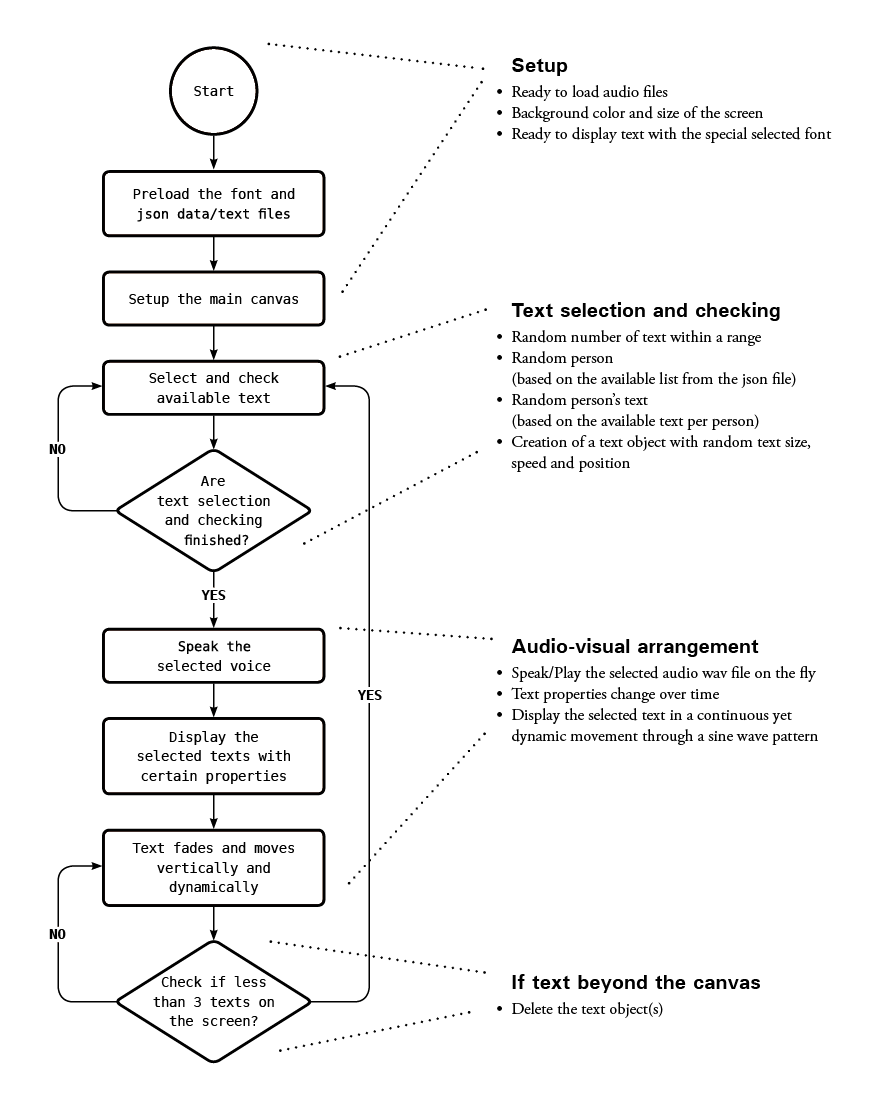 Start
Preload the font and
json data/text files
Setup the main canvas
Select and check
available text
NO
Are
text selection
and checking
finished?
YES
Speak the
selected voice
YES
Display the
selected texts with
certain properties
Text fades and moves
vertically and
dynamically
NO
Check if less
than 3 texts on
the screen?
Setup
• Ready to load audio files
• Background color and size of the screen
• Ready to display text with the special selected font
Text selection and checking
• Random number of text within a range
• Random person
(based on the available list from the json file)
• Random person's text
(based on the available text per person)
• Creation of a text object with random text size,
speed and position
Audio-visual arrangement
• Speak/Play the selected audio wav file on the fly
• Text properties change over time
• Display the selected text in a continuous yet
dynamic movement through a sine wave pattern
If text beyond the canvas
• Delete the text object(s)